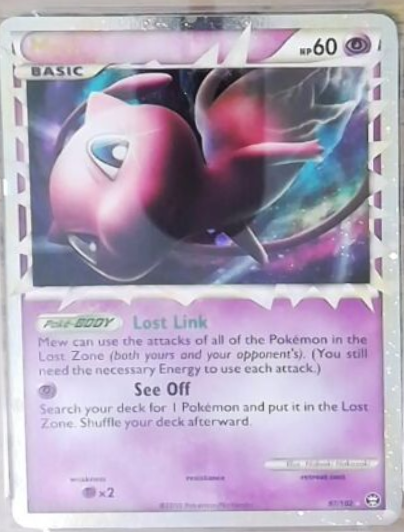 HP60
BASIC
Poké-BODY Lost Link
Mew can use the attacks of all of the Pokémon in the
Lost Zone (both yours and your opponent's). (You still
need the necessary Energy to use each attack.)
See Off
Search your deck for 1 Pokémon and put it in the Lost
Zone. Shuffle your deck afterward.
weakness resistance retreat cost
×2
97/102